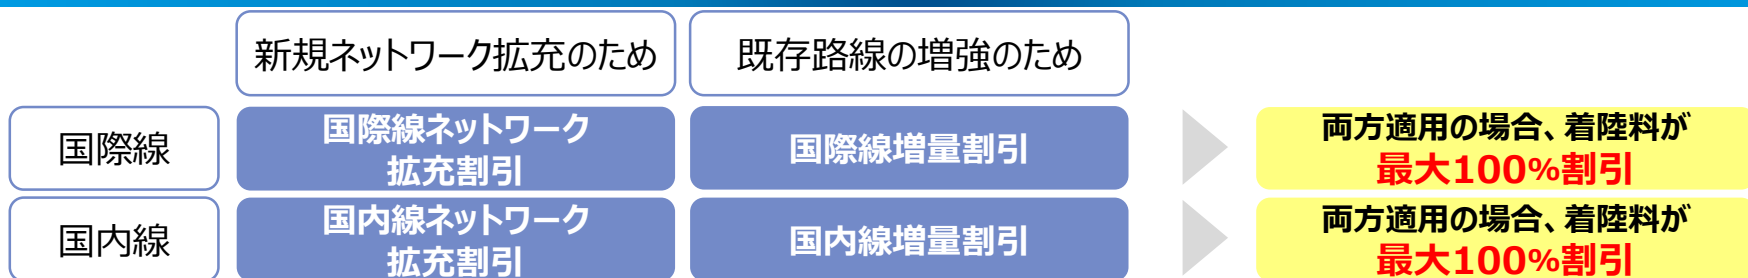 新規ネットワーク拡充のため
既存路線の増強のため
国際線
国際線ネットワーク
拡充割引
国際線増量割引
両方適用の場合、着陸料が
最大100%割引
国内線
国内線ネットワーク
拡充割引
国内線増量割引
両方適用の場合、着陸料が
最大100%割引